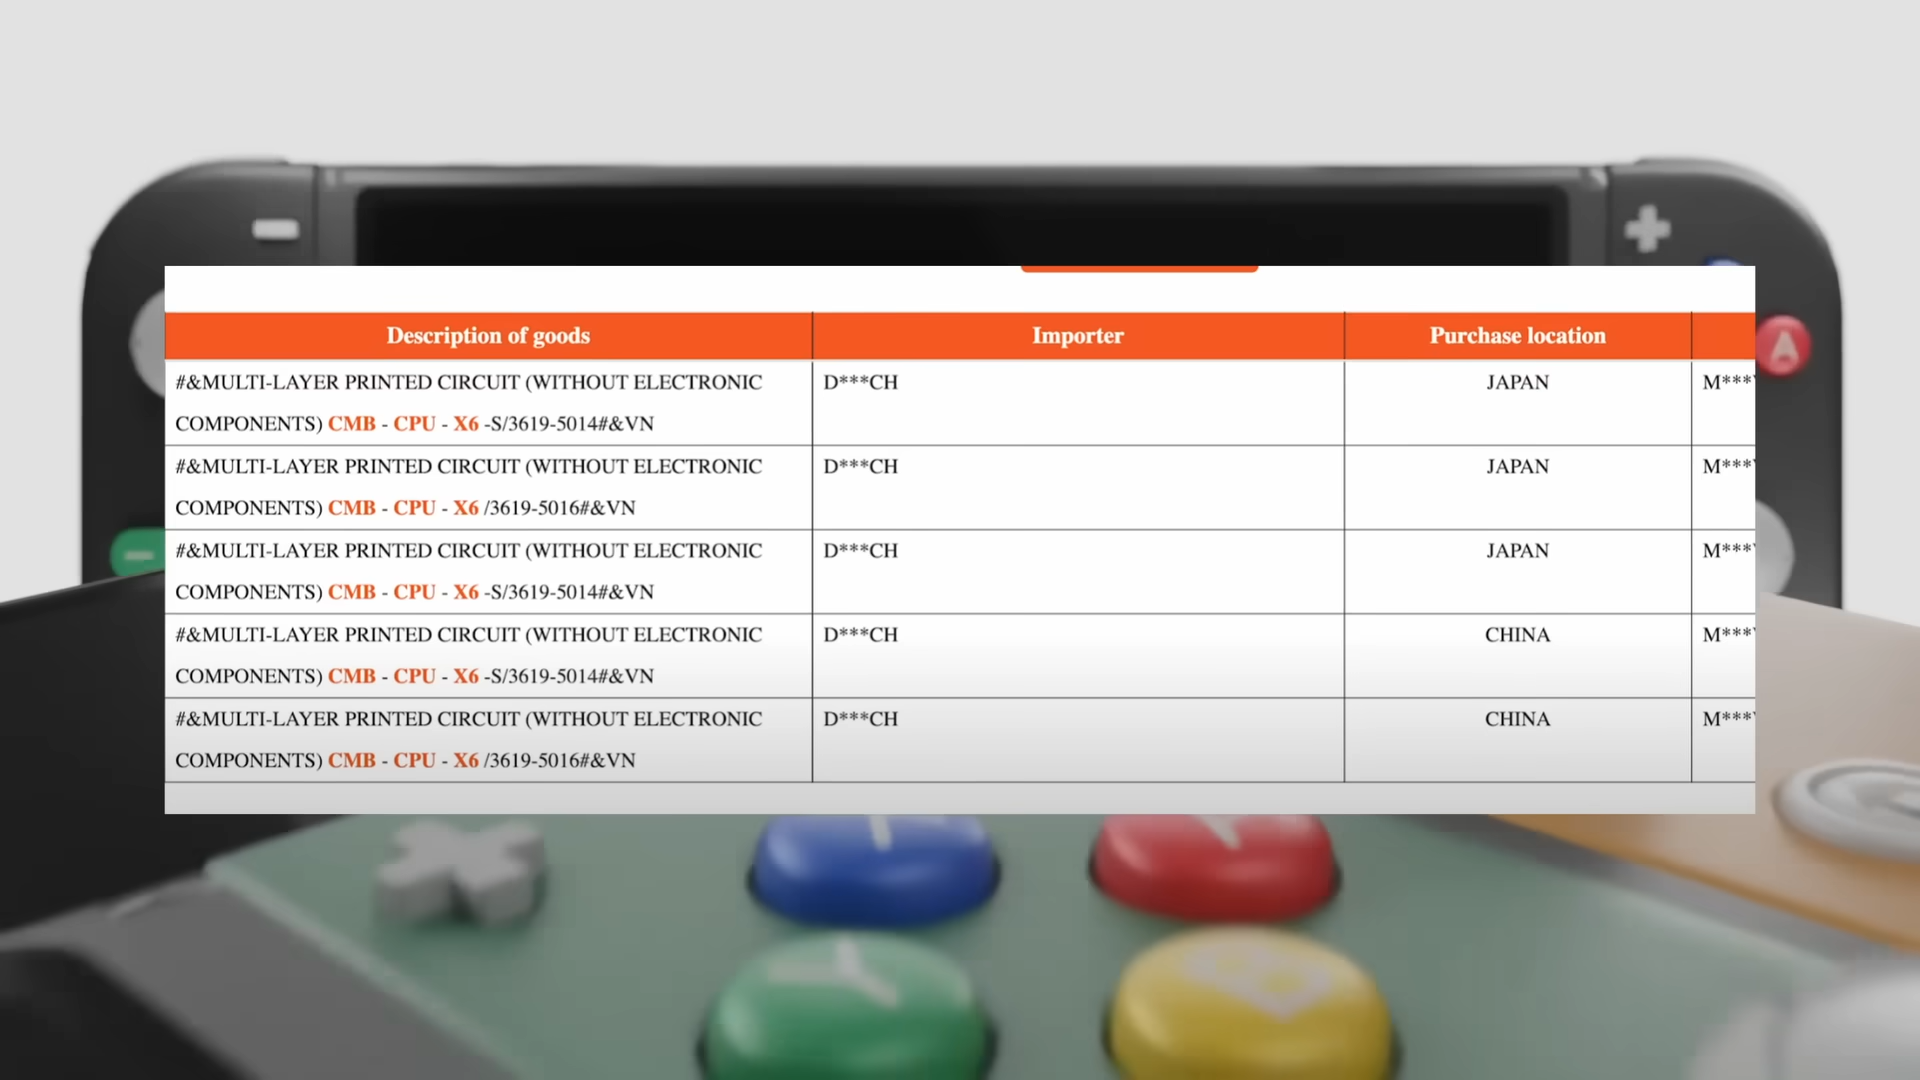 Description of goods Importer Purchase location
#&MULTI-LAYER PRINTED CIRCUIT (WITHOUT ELECTRONIC D***CH JAPAN M***
COMPONENTS) CMB - CPU - X6 -S/3619-5014#&VN
#&MULTI-LAYER PRINTED CIRCUIT (WITHOUT ELECTRONIC D***CH JAPAN M***
COMPONENTS) CMB - CPU - X6 /3619-5016#&VN
#&MULTI-LAYER PRINTED CIRCUIT (WITHOUT ELECTRONIC D***CH JAPAN M***
COMPONENTS) CMB - CPU - X6 -S/3619-5014#&VN
#&MULTI-LAYER PRINTED CIRCUIT (WITHOUT ELECTRONIC D***CH CHINA M***
COMPONENTS) CMB - CPU - X6 -S/3619-5014#&VN
#&MULTI-LAYER PRINTED CIRCUIT (WITHOUT ELECTRONIC D***CH CHINA M***
COMPONENTS) CMB - CPU - X6 /3619-5016#&VN
A
Y
B